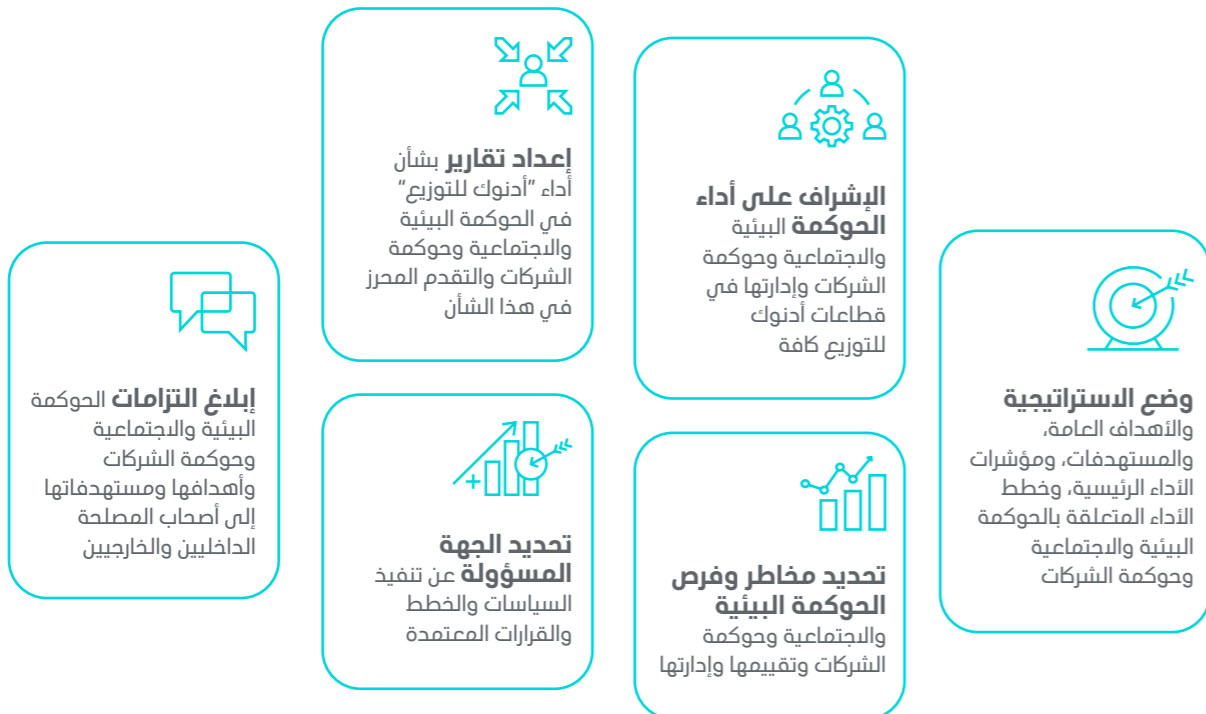 وضع الاستراتيجية
والأهداف العامة،
والمستهدفات، ومؤشرات
الأداء الرئيسية، وخطط
الأداء المتعلقة بالحوكمة
البيئية والاجتماعية
وحوكمة الشركات
الإشراف على أداء
الحوكمة البيئية
والاجتماعية وحوكمة
الشركات وإدارتها في
قطاعات أدنوك
للتوزيع كافة
تحديد مخاطر وفرص
الحوكمة البيئية
والاجتماعية وحوكمة
الشركات وتقييمها وإدارتها
إعداد تقارير بشأن
أداء "أدنوك للتوزيع"
في الحوكمة البيئية
والاجتماعية وحوكمة
الشركات والتقدم المحرز
في هذا الشأن
تحديد الجهة
المسؤولة عن تنفيذ
السياسات والخطط
والقرارات المعتمدة
إبلاغ التزامات الحوكمة
البيئية والاجتماعية
وحوكمة الشركات
وأهدافها ومستهدفاتها
إلى أصحاب المصلحة
الداخليين والخارجيين